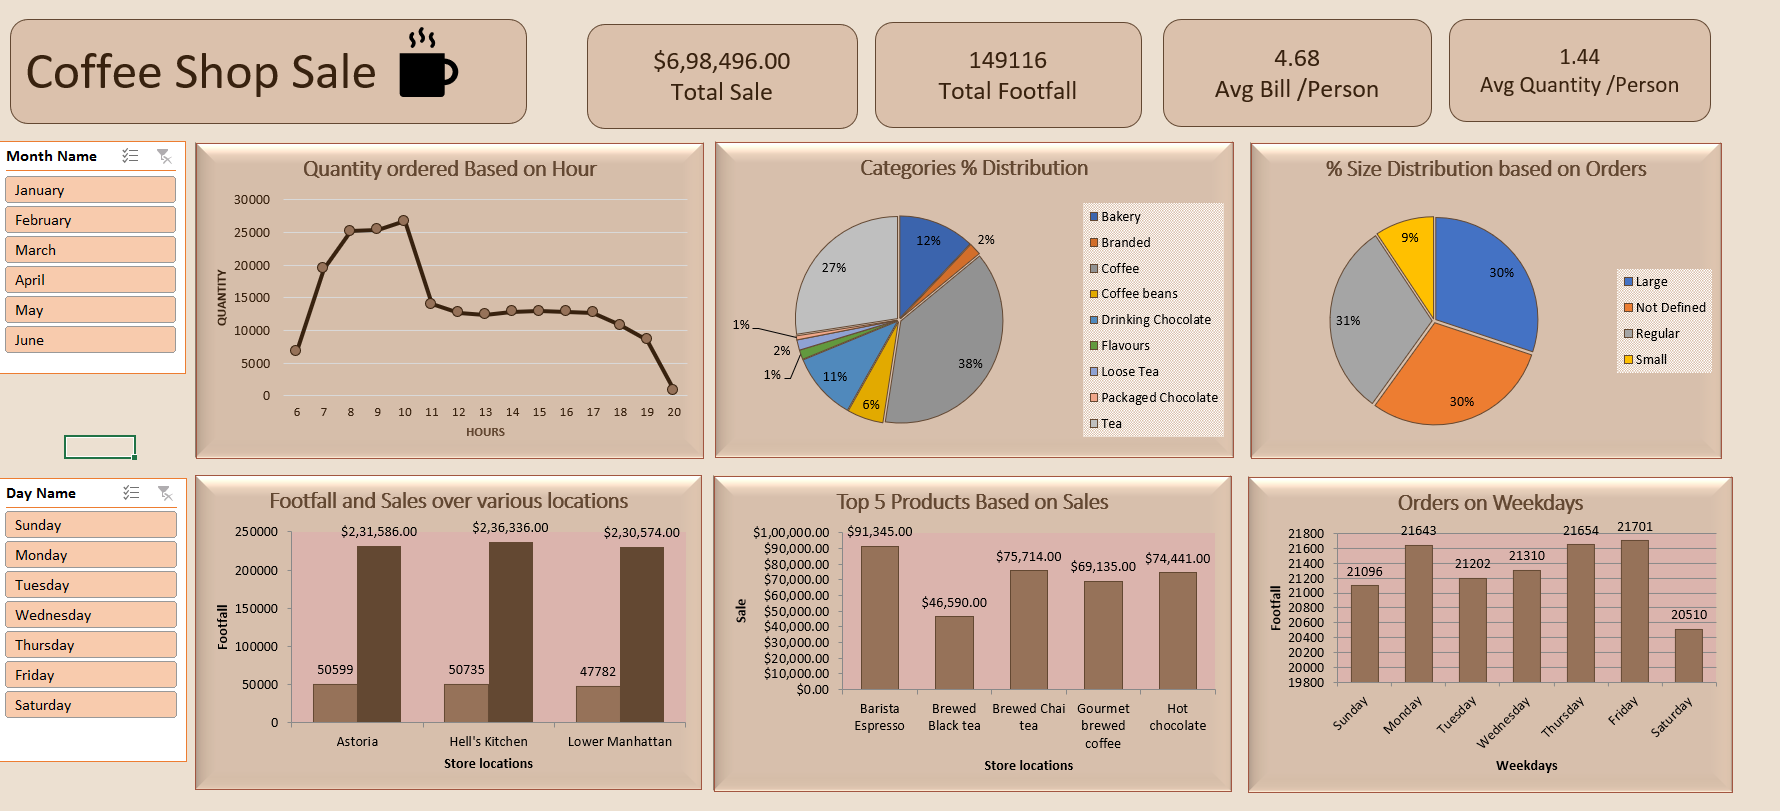 Coffee Shop Sale
$6,98,496.00
Total Sale
149116
Total Footfall
4.68
Avg Bill /Person
1.44
Avg Quantity /Person
Month Name
January
February
March
April
May
June
Day Name
Sunday
Monday
Tuesday
Wednesday
Thursday
Friday
Saturday
Quantity ordered Based on Hour
QUANTITY
30000
25000
20000
15000
10000
5000
0
6 7 8 9 10 11 12 13 14 15 16 17 18 19 20
HOURS
Categories % Distribution
12%
2%
38%
6%
11%
1%
2%
1%
27%
Bakery
Branded
Coffee
Coffee beans
Drinking Chocolate
Flavours
Loose Tea
Packaged Chocolate
Tea
% Size Distribution based on Orders
30%
30%
31%
9%
Large
Not Defined
Regular
Small
Footfall and Sales over various locations
Footfall
250000
200000
150000
100000
50000
0
$2,31,586.00 $2,36,336.00 $2,30,574.00
50599 50735 47782
Astoria Hell's Kitchen Lower Manhattan
Store locations
Top 5 Products Based on Sales
Sale
$1,00,000.00
$90,000.00
$80,000.00
$70,000.00
$60,000.00
$50,000.00
$40,000.00
$30,000.00
$20,000.00
$10,000.00
$0.00
$91,345.00
$46,590.00
$75,714.00
$69,135.00
$74,441.00
Barista
Espresso
Brewed
Black tea
Brewed Chai
tea
Gourmet
brewed
coffee
Hot
chocolate
Store locations
Orders on Weekdays
Footfall
21800
21600
21400
21200
21000
20800
20600
20400
20200
20000
19800
21096
21643
21202
21310
21654
21701
20510
Sunday
Monday
Tuesday
Wednesday
Thursday
Friday
Saturday
Weekdays